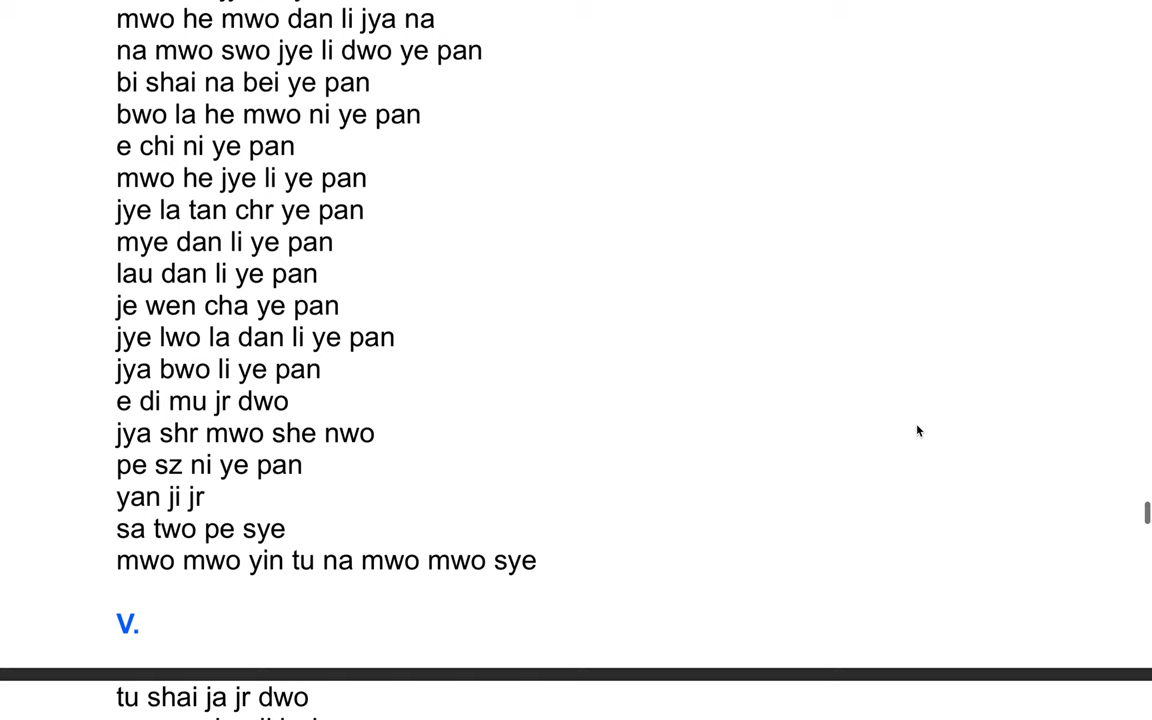 mwo he mwo dan li jya na
na mwo swo jye li dwo ye pan
bi shai na bei ye pan
bwo la he mwo ni ye pan
e chi ni ye pan
mwo he jye li ye pan
jye la tan chr ye pan
mye dan li ye pan
lau dan li ye pan
je wen cha ye pan
jye lwo la dan li ye pan
jya bwo li ye pan
e di mu jr dwo
jya shr mwo she nwo
pe sz ni ye pan
yan ji jr
sa two pe sye
mwo mwo yin tu na mwo mwo sye
V.
tu shai ja jr dwo